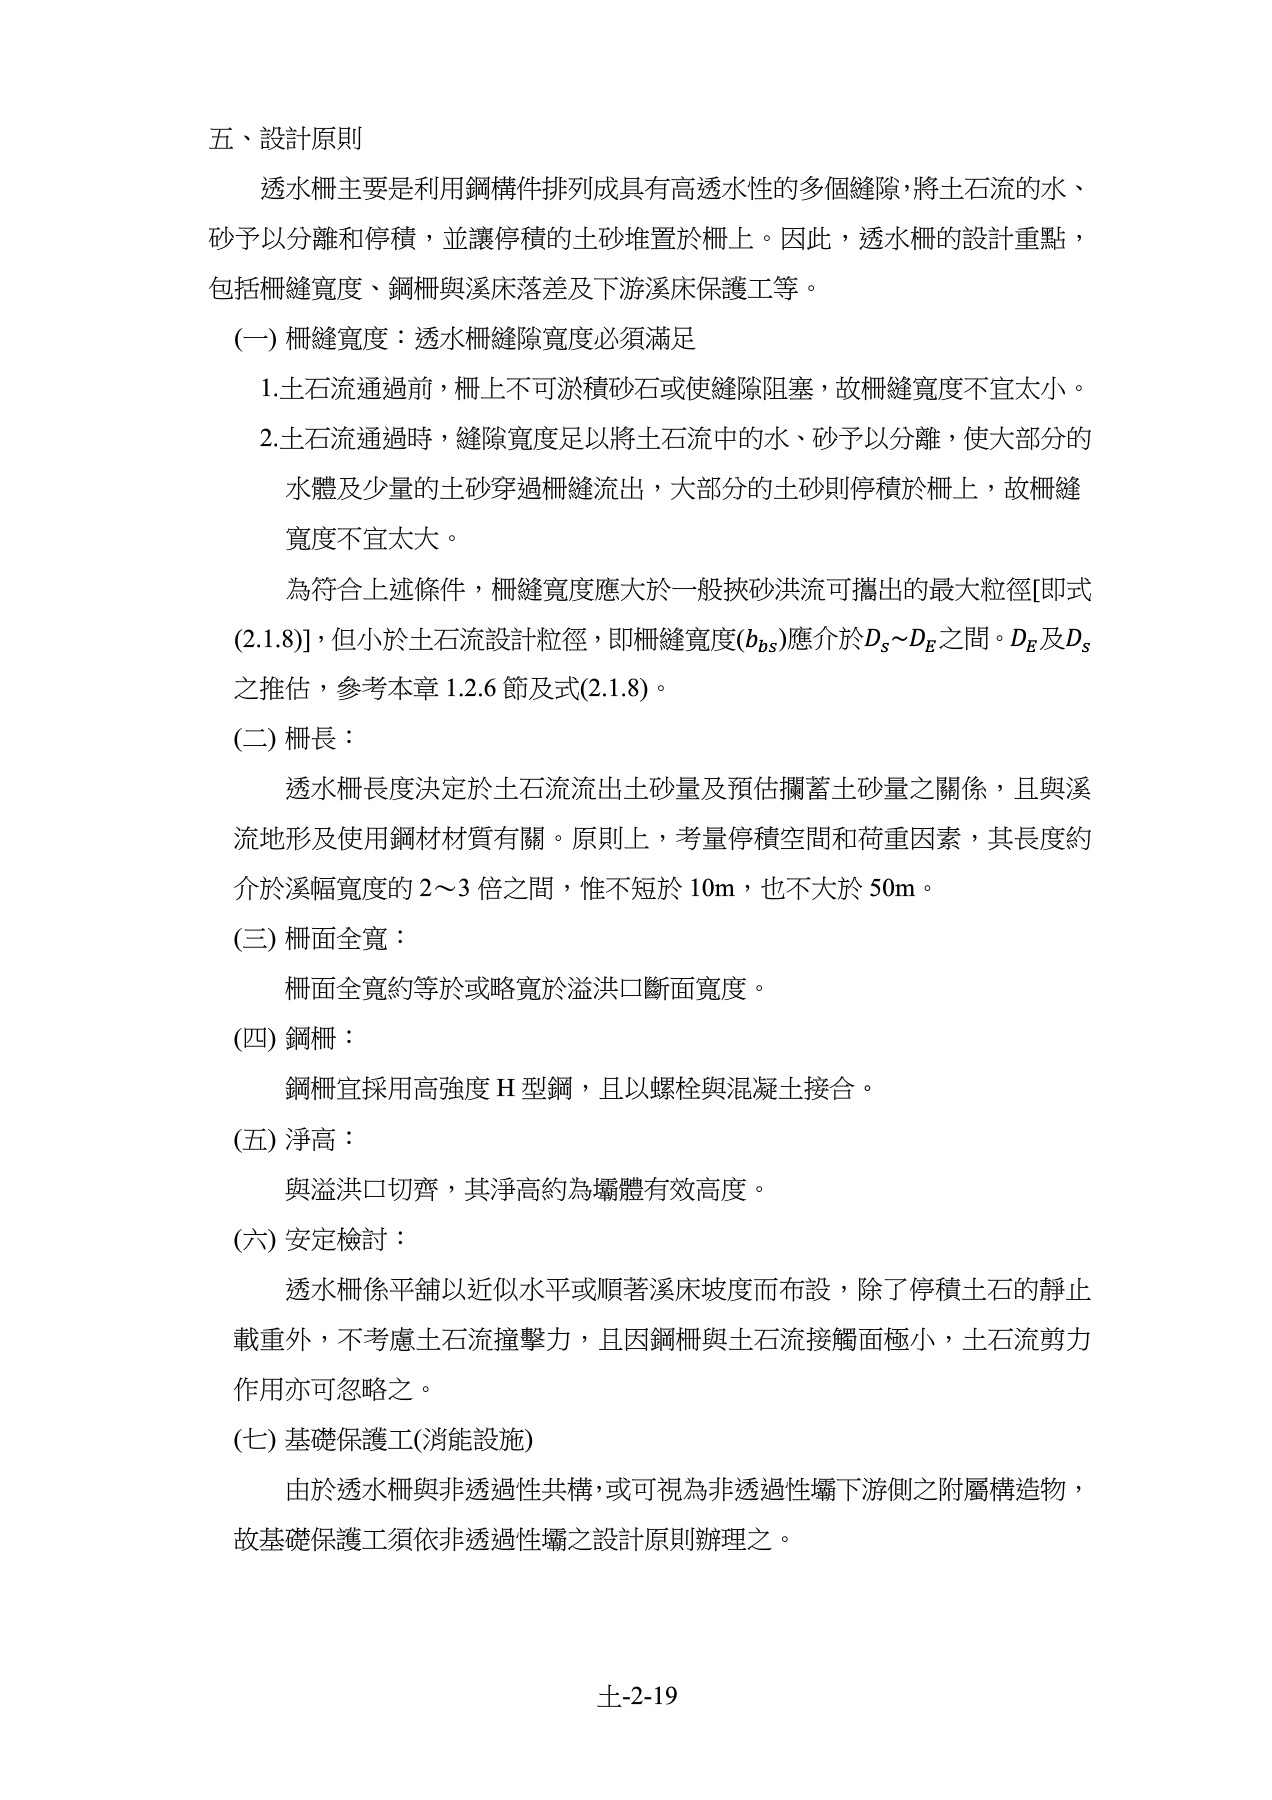 五、設計原則
透水柵主要是利用鋼構件排列成具有高透水性的多個縫隙，將土石流的水、
砂予以分離和停積，並讓停積的土砂堆置於柵上。因此，透水柵的設計重點，
包括柵縫寬度、鋼柵與溪床落差及下游溪床保護工等。
(一) 柵縫寬度：透水柵縫隙寬度必須滿足
1.土石流通過前，柵上不可淤積砂石或使縫隙阻塞，故柵縫寬度不宜太小。
2.土石流通過時，縫隙寬度足以將土石流中的水、砂予以分離，使大部分的
水體及少量的土砂穿過柵縫流出，大部分的土砂則停積於柵上，故柵縫
寬度不宜太大。
為符合上述條件，柵縫寬度應大於一般挾砂洪流可攜出的最大粒徑[即式
(2.1.8)]，但小於土石流設計粒徑，即柵縫寬度(b_{bs})應介於D_s~D_E之間。D_E及D_s
之推估，參考本章 1.2.6 節及式(2.1.8)。
(二) 柵長：
透水柵長度決定於土石流流出土砂量及預估攔蓄土砂量之關係，且與溪
流地形及使用鋼材材質有關。原則上，考量停積空間和荷重因素，其長度約
介於溪幅寬度的 2～3 倍之間，惟不短於 10m，也不大於 50m。
(三) 柵面全寬：
柵面全寬約等於或略寬於溢洪口斷面寬度。
(四) 鋼柵：
鋼柵宜採用高強度 H 型鋼，且以螺栓與混凝土接合。
(五) 淨高：
與溢洪口切齊，其淨高約為壩體有效高度。
(六) 安定檢討：
透水柵係平舖以近似水平或順著溪床坡度而布設，除了停積土石的靜止
載重外，不考慮土石流撞擊力，且因鋼柵與土石流接觸面極小，土石流剪力
作用亦可忽略之。
(七) 基礎保護工(消能設施)
由於透水柵與非透過性共構，或可視為非透過性壩下游側之附屬構造物，
故基礎保護工須依非透過性壩之設計原則辦理之。
土-2-19